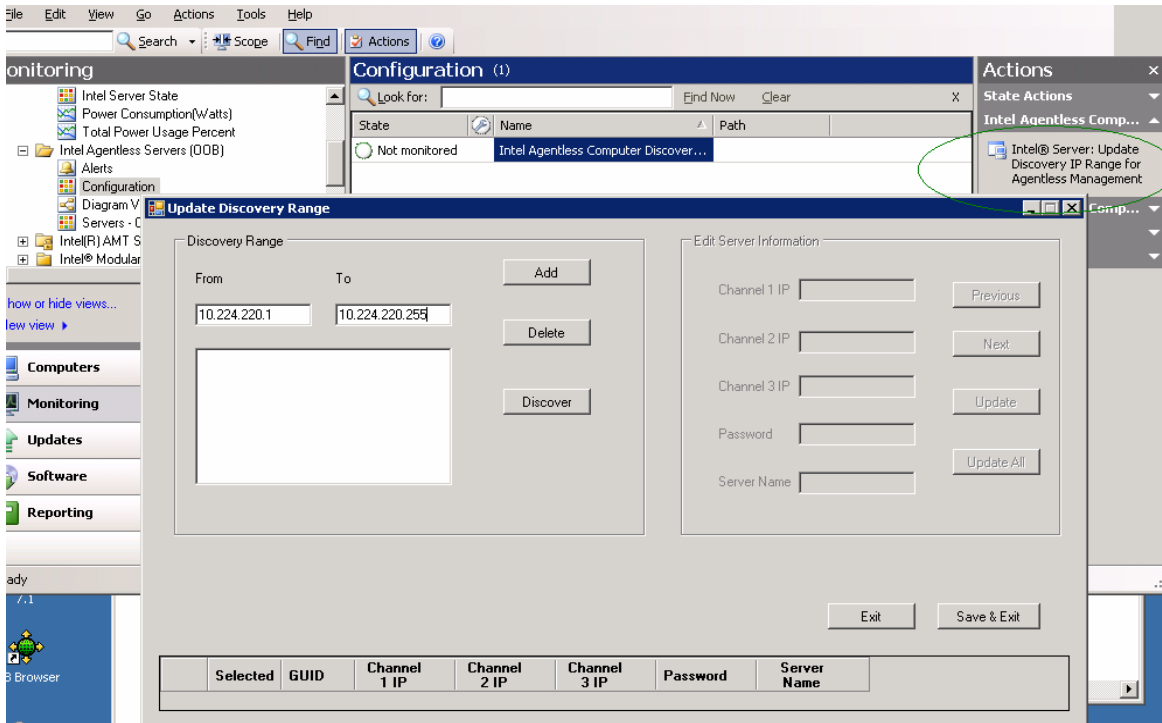 File Edit View Go Actions Tools Help
Search Scope Find Actions
onitoring
Intel Server State
Power Consumption(Watts)
Total Power Usage Percent
Intel Agentless Servers (OOB)
Alerts
Configuration
Diagram V
Servers - C
Intel(R) AMT S
Intel® Modular
how or hide views...
lew view
Computers
Monitoring
Updates
Software
Reporting
ady
Configuration (1)
Look for: Find Now Clear X
State Name Path
Not monitored Intel Agentless Computer Discover...
Actions ×
State Actions
Intel Agentless Comp...
Intel® Server: Update
Discovery IP Range for
Agentless Management
Comp...
Update Discovery Range
Discovery Range
From To
10.224.220.1 10.224.220.255
Add
Delete
Discover
Edit Server Information
Channel 1 IP
Channel 2 IP
Channel 3 IP
Password
Server Name
Previous
Next
Update
Update All
Exit Save & Exit
Selected GUID Channel 1 IP Channel 2 IP Channel 3 IP Password Server Name
7.1
B Browser